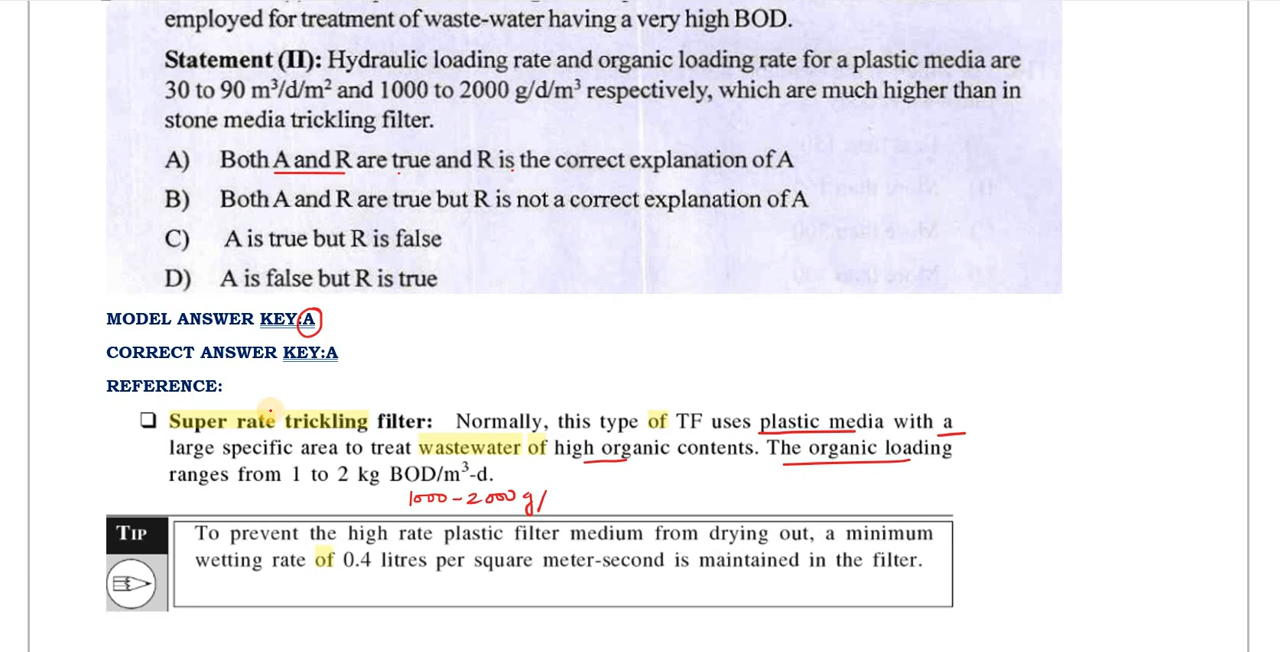 employed for treatment of waste-water having a very high BOD.
Statement (II): Hydraulic loading rate and organic loading rate for a plastic media are
30 to 90 m³/d/m² and 1000 to 2000 g/d/m³ respectively, which are much higher than in
stone media trickling filter.
A) Both A and R are true and R is the correct explanation of A
B) Both A and R are true but R is not a correct explanation of A
C) A is true but R is false
D) A is false but R is true
MODEL ANSWER KEY:A
CORRECT ANSWER KEY:A
REFERENCE:
❑ Super rate trickling filter: Normally, this type of TF uses plastic media with a
large specific area to treat wastewater of high organic contents. The organic loading
ranges from 1 to 2 kg BOD/m³-d.
1000-2000 g/
TIP
To prevent the high rate plastic filter medium from drying out, a minimum
wetting rate of 0.4 litres per square meter-second is maintained in the filter.